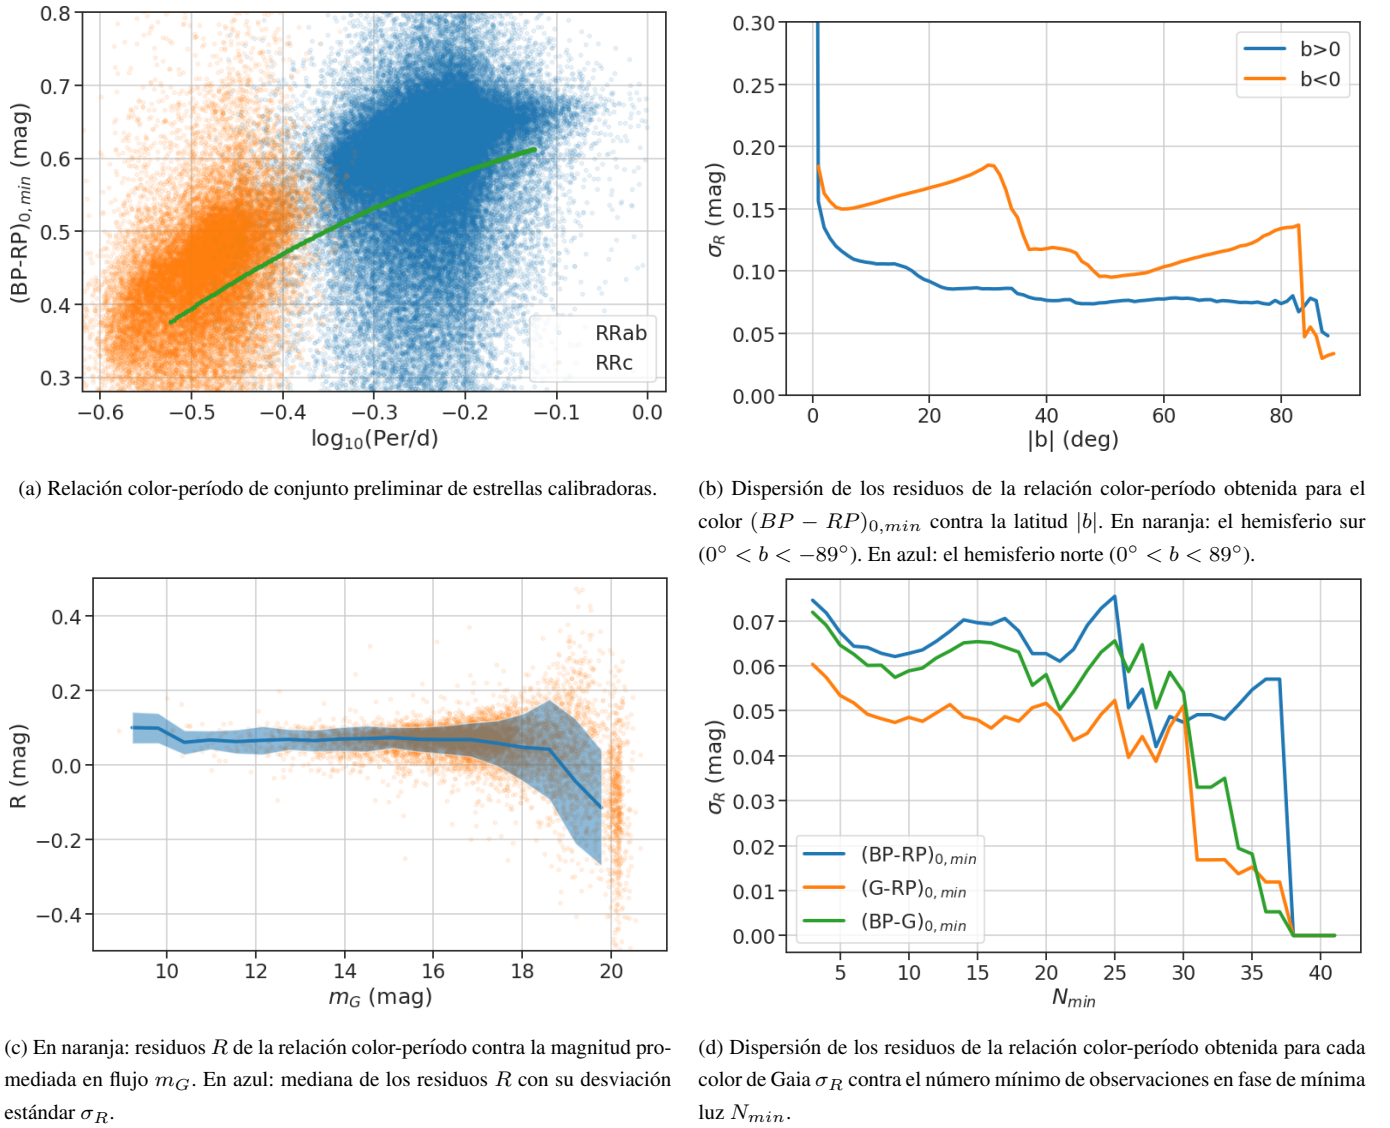 0.8
0.7
0.6
0.5
0.4
0.3
(BP-RP)0, min (mag)
−0.6 −0.5 −0.4 −0.3 −0.2 −0.1 0.0
log10(Per/d)
RRab
RRc
(a) Relación color-período de conjunto preliminar de estrellas calibradoras.
0.30
0.25
0.20
0.15
0.10
0.05
0.00
σR (mag)
0 20 40 60 80
|b| (deg)
b>0
b<0
(b) Dispersión de los residuos de la relación color-período obtenida para el
color (BP − RP)0,min contra la latitud |b|. En naranja: el hemisferio sur
(0° < b < −89°). En azul: el hemisferio norte (0° < b < 89°).
0.4
0.2
0.0
−0.2
−0.4
R (mag)
10 12 14 16 18 20
mG (mag)
(c) En naranja: residuos R de la relación color-período contra la magnitud pro-
mediada en flujo mG. En azul: mediana de los residuos R con su desviación
estándar σR.
0.07
0.06
0.05
0.04
0.03
0.02
0.01
0.00
σR (mag)
(BP-RP)0, min
(G-RP)0, min
(BP-G)0, min
5 10 15 20 25 30 35 40
Nmin
(d) Dispersión de los residuos de la relación color-período obtenida para cada
color de Gaia σR contra el número mínimo de observaciones en fase de mínima
luz Nmin.